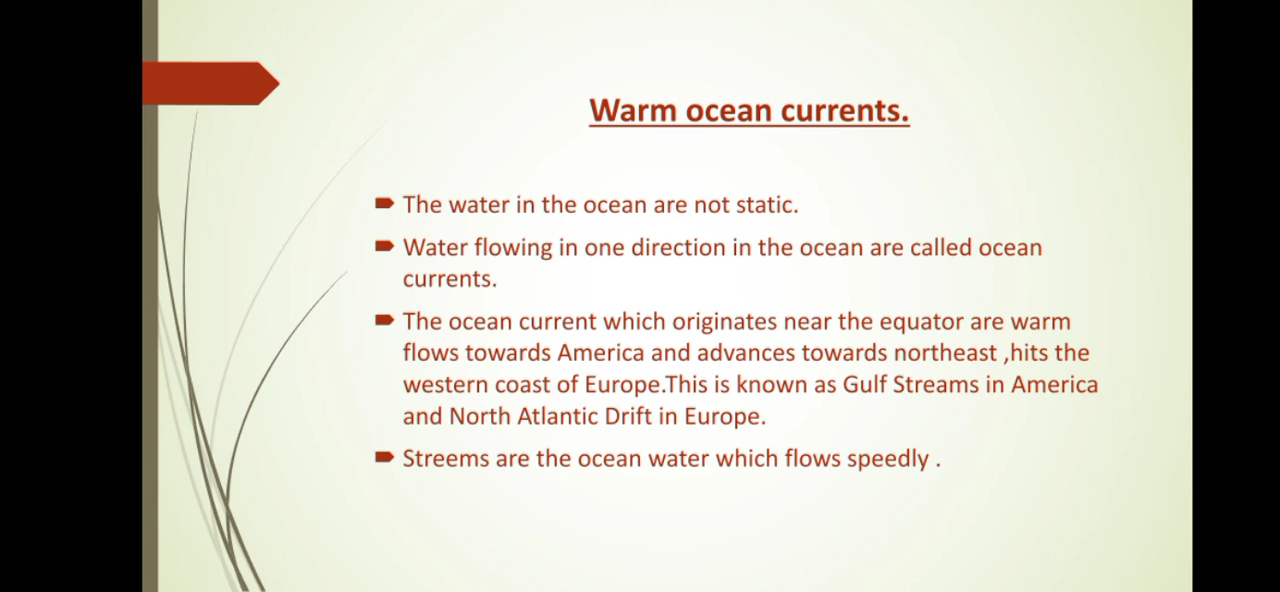 Warm ocean currents.
The water in the ocean are not static.
Water flowing in one direction in the ocean are called ocean
currents.
The ocean current which originates near the equator are warm
flows towards America and advances towards northeast ,hits the
western coast of Europe.This is known as Gulf Streams in America
and North Atlantic Drift in Europe.
Streems are the ocean water which flows speedly .